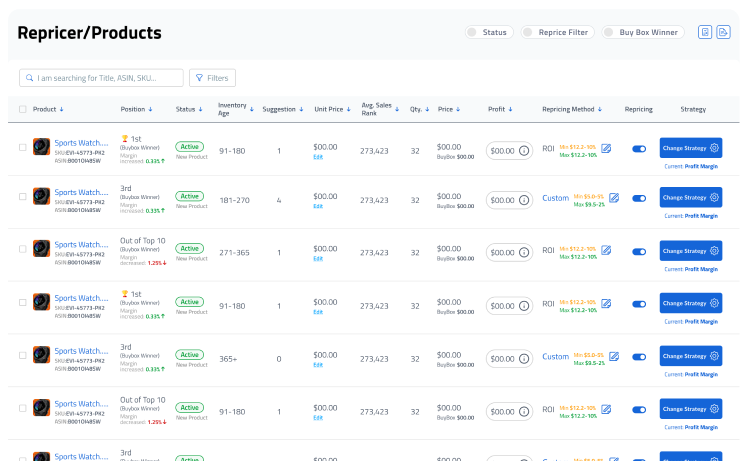 Repricer/Products
Status
Reprice Filter
Buy Box Winner
I am searching for Title, ASIN, SKU...
Filters
Product Position Status Inventory Age Suggestion Unit Price Avg. Sales Rank Qty. Price Profit Repricing Method Repricing Strategy
Sports Watch.... 1st Active 91-180 1 $00.00 273,423 32 $00.00 $00.00 ROI Min $12.2-10% Change Strategy
SKU:EVI-45773-PK2 (Buybox Winner) New Product Edit BuyBox $00.00 Max $12.2-10% Current: Profit Margin
ASIN:B001OI48SW Margin increased: 0.33%
Sports Watch.... 3rd Active 181-270 4 $00.00 273,423 32 $00.00 $00.00 Custom Min $5.0-5% Change Strategy
SKU:EVI-45773-PK2 (Buybox Winner) New Product Edit BuyBox $00.00 Max $9.5-2% Current: Profit Margin
ASIN:B001OI48SW Margin increased: 0.33%
Sports Watch.... Out of Top 10 Active 271-365 1 $00.00 273,423 32 $00.00 $00.00 ROI Min $12.2-10% Change Strategy
SKU:EVI-45773-PK2 (Buybox Winner) New Product Edit BuyBox $00.00 Max $12.2-10% Current: Profit Margin
ASIN:B001OI48SW Margin decreased: 1.25%
Sports Watch.... 1st Active 91-180 1 $00.00 273,423 32 $00.00 $00.00 ROI Min $12.2-10% Change Strategy
SKU:EVI-45773-PK2 (Buybox Winner) New Product Edit BuyBox $00.00 Max $12.2-10% Current: Profit Margin
ASIN:B001OI48SW Margin increased: 0.33%
Sports Watch.... 3rd Active 365+ 0 $00.00 273,423 32 $00.00 $00.00 Custom Min $5.0-5% Change Strategy
SKU:EVI-45773-PK2 (Buybox Winner) New Product Edit BuyBox $00.00 Max $9.5-2% Current: Profit Margin
ASIN:B001OI48SW Margin increased: 0.33%
Sports Watch.... Out of Top 10 Active 91-180 1 $00.00 273,423 32 $00.00 $00.00 ROI Min $12.2-10% Change Strategy
SKU:EVI-45773-PK2 (Buybox Winner) New Product Edit BuyBox $00.00 Max $12.2-10% Current: Profit Margin
ASIN:B001OI48SW Margin decreased: 1.25%
Sports Watch.... 3rd